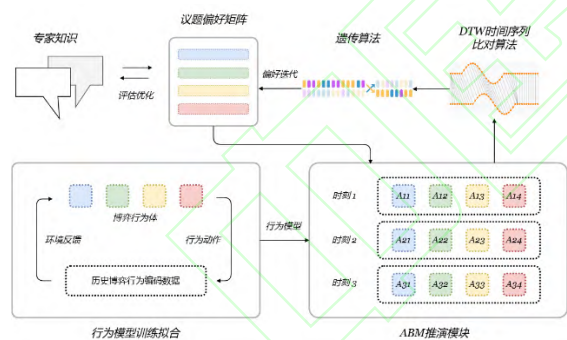 专家知识
议题偏好矩阵
遗传算法
DTW时间序列
比对算法
评估优化
偏好迭代
时刻1
A11 A12 A13 A14
博弈行为体
环境反馈
行为动作
行为模型
时刻2
A21 A22 A23 A24
历史博弈行为编码数据
时刻3
A31 A32 A33 A34
行为模型训练拟合
ABM推演模块